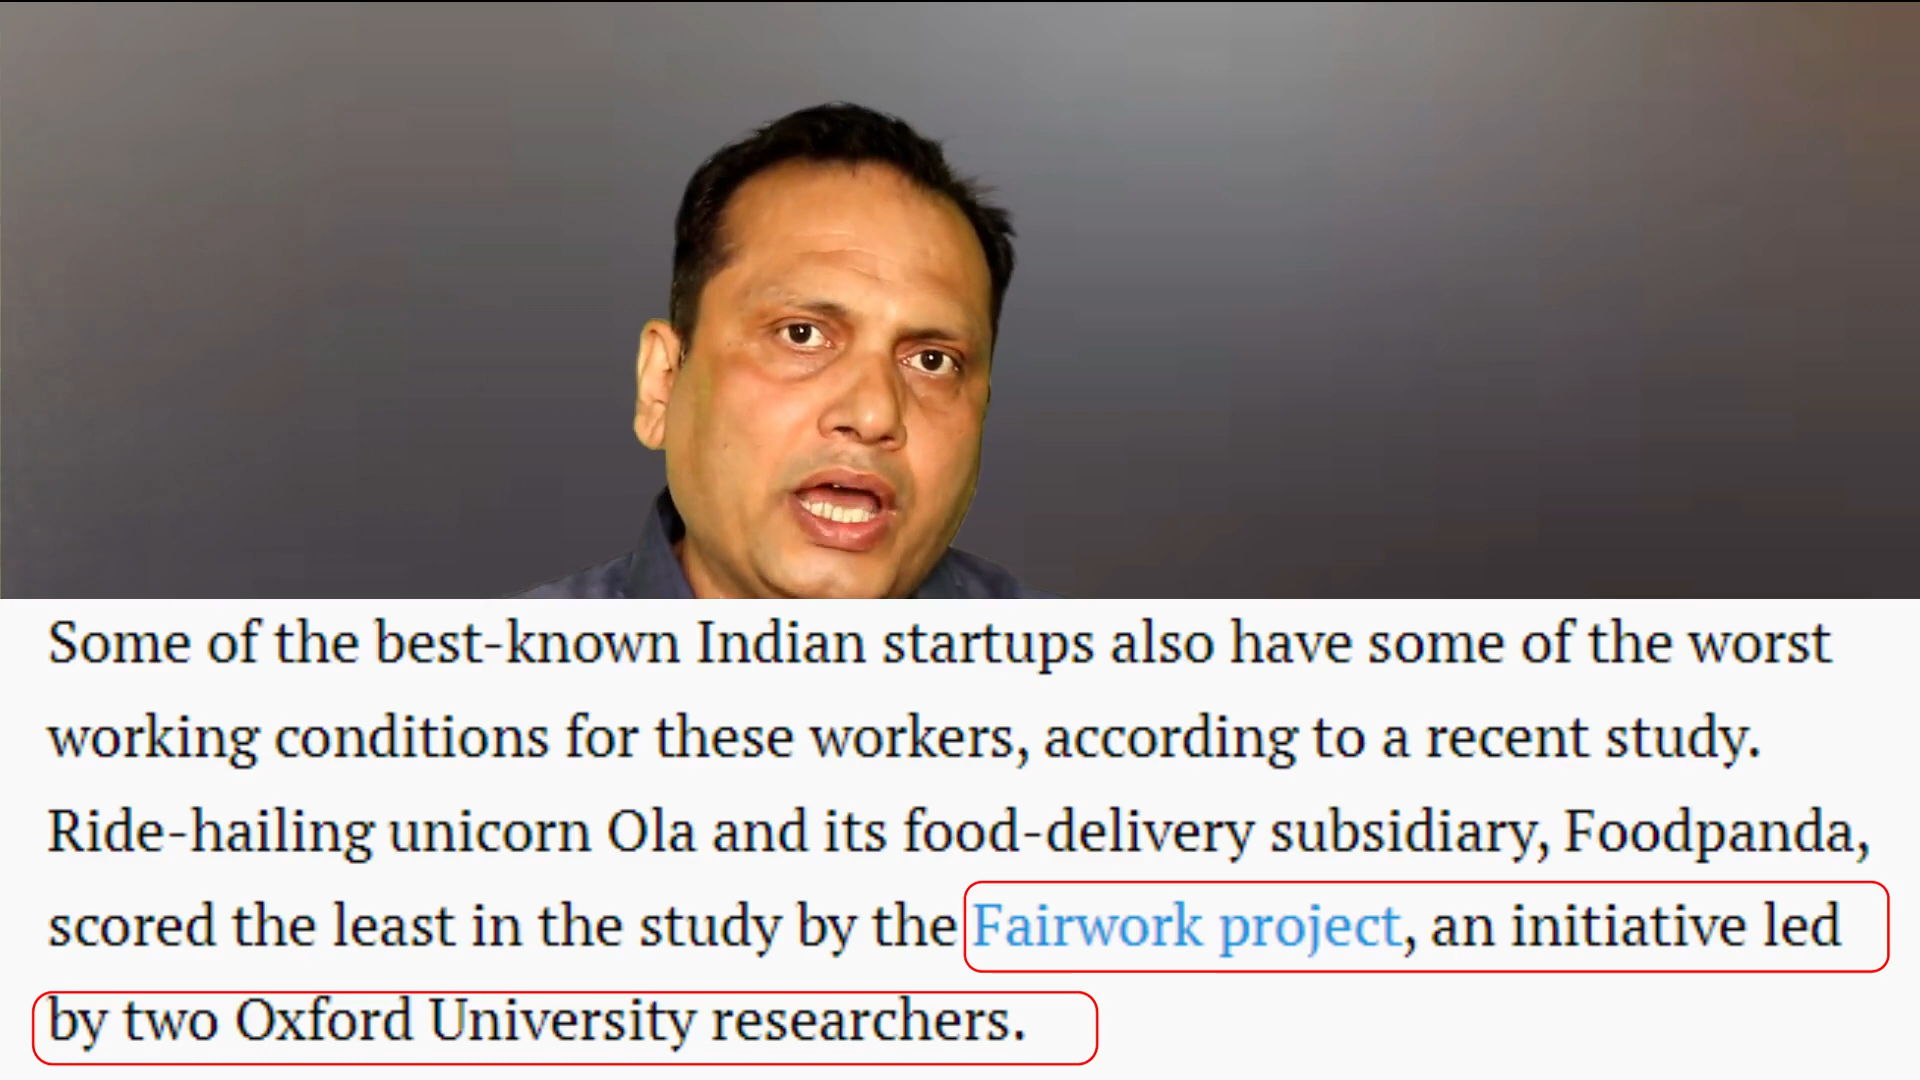 Some of the best-known Indian startups also have some of the worst
working conditions for these workers, according to a recent study.
Ride-hailing unicorn Ola and its food-delivery subsidiary, Foodpanda,
scored the least in the study by the Fairwork project, an initiative led
by two Oxford University researchers.